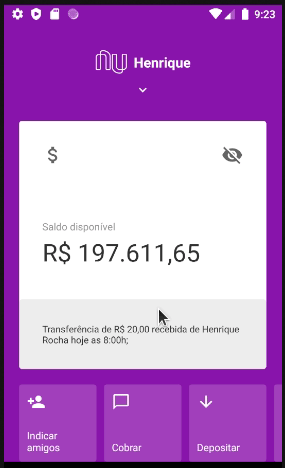 9:23
nu Henrique
$
Saldo disponível
R$ 197.611,65
Transferência de R$ 20,00 recebida de Henrique
Rocha hoje as 8:00h;
Indicar
amigos
Cobrar
Depositar